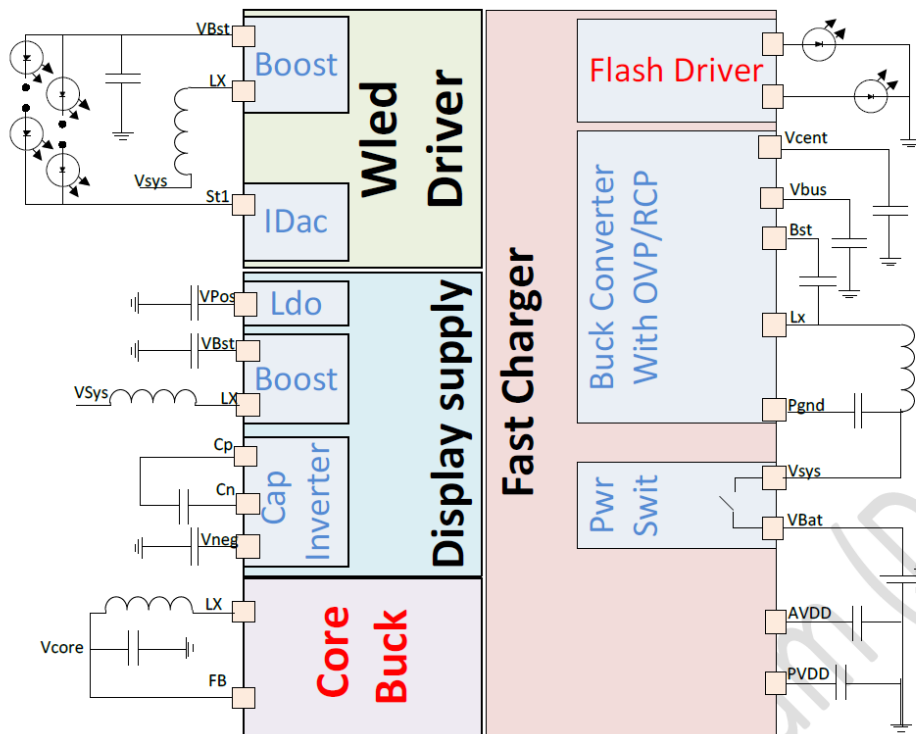 VBst
LX
Vsys
St1
Boost
IDac
Wled
Driver
VPos
VBst
VSys
LX
Cp
Cn
Vneg
Ldo
Boost
Cap
Inverter
Display supply
LX
Vcore
FB
Core
Buck
Fast Charger
Flash Driver
Buck Converter
With OVP/RCP
Pwr
Swit
Vcent
Vbus
Bst
Lx
Pgnd
Vsys
VBat
AVDD
PVDD